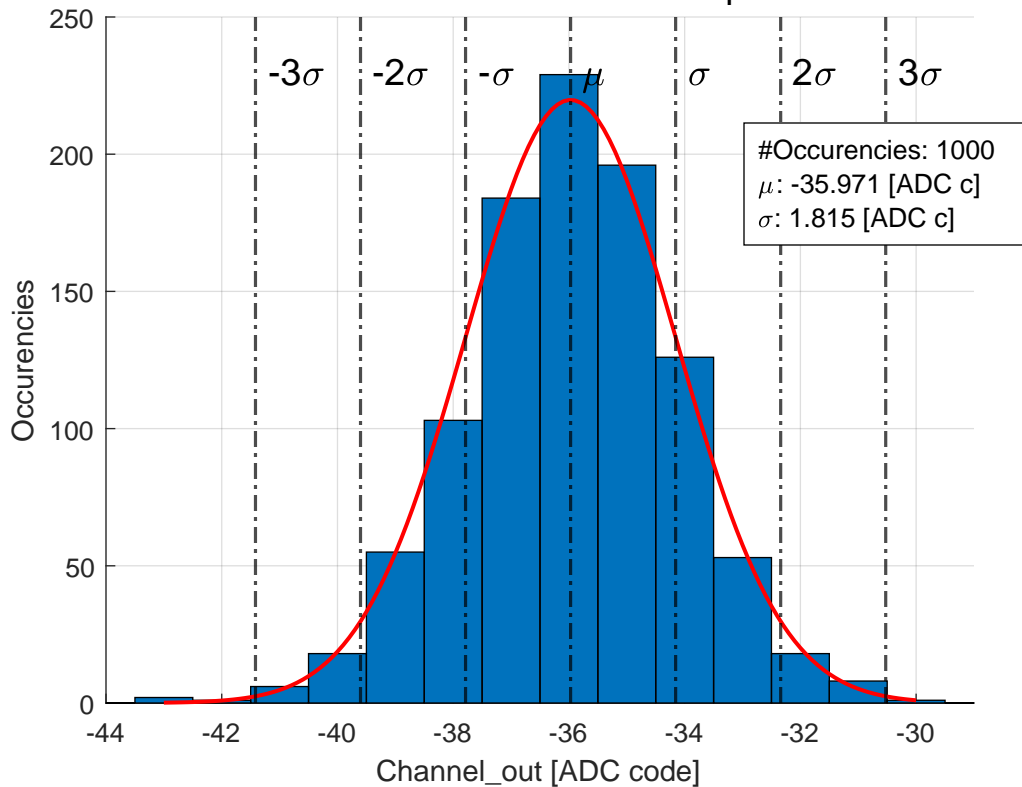 250
-3σ
-2σ
-σ
μ
σ
2σ
3σ
#Occurencies: 1000
μ: -35.971 [ADC c]
σ: 1.815 [ADC c]
200
150
100
50
0
Occurencies
-44
-42
-40
-38
-36
-34
-32
-30
Channel_out [ADC code]